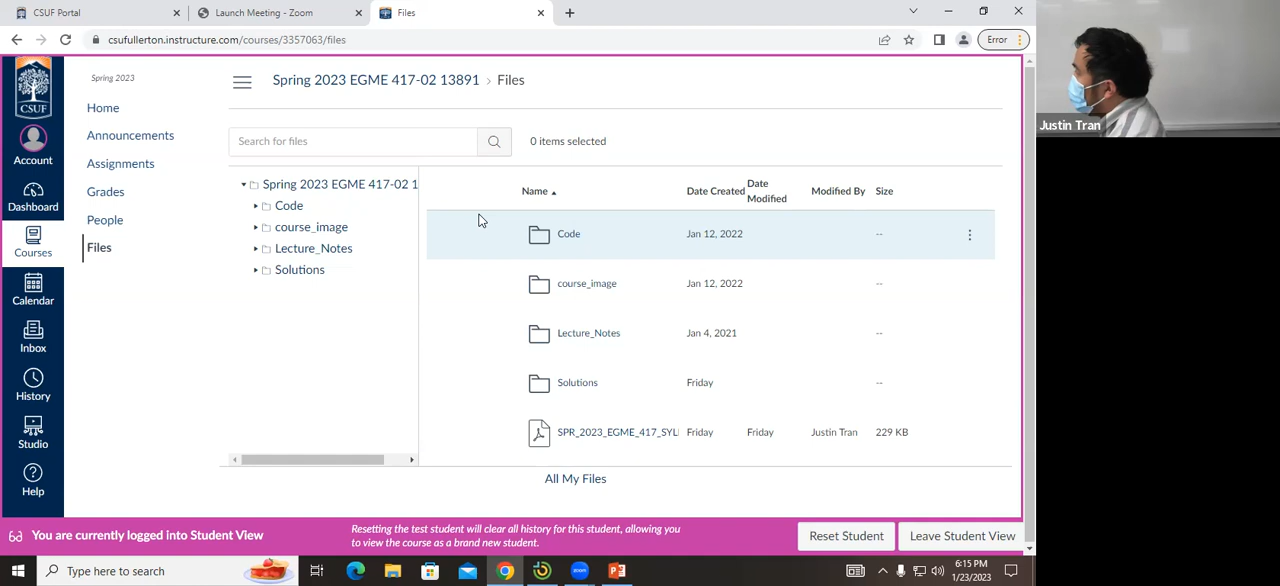 CSUF Portal
Launch Meeting - Zoom
Files
csufullerton.instructure.com/courses/3357063/files
Error
Justin Tran
CSUF
Account
Dashboard
Courses
Calendar
Inbox
History
Studio
Help
Spring 2023
Home
Announcements
Assignments
Grades
People
Files
Spring 2023 EGME 417-02 13891 › Files
Search for files
0 items selected
Spring 2023 EGME 417-02 1
Code
course_image
Lecture_Notes
Solutions
Name Date Created Date Modified Modified By Size
Code Jan 12, 2022 --
course_image Jan 12, 2022 --
Lecture_Notes Jan 4, 2021 --
Solutions Friday --
SPR_2023_EGME_417_SYLL Friday Friday Justin Tran 229 KB
All My Files
You are currently logged into Student View
Resetting the test student will clear all history for this student, allowing you
to view the course as a brand new student.
Reset Student
Leave Student View
Type here to search
zoom
6:15 PM
1/23/2023